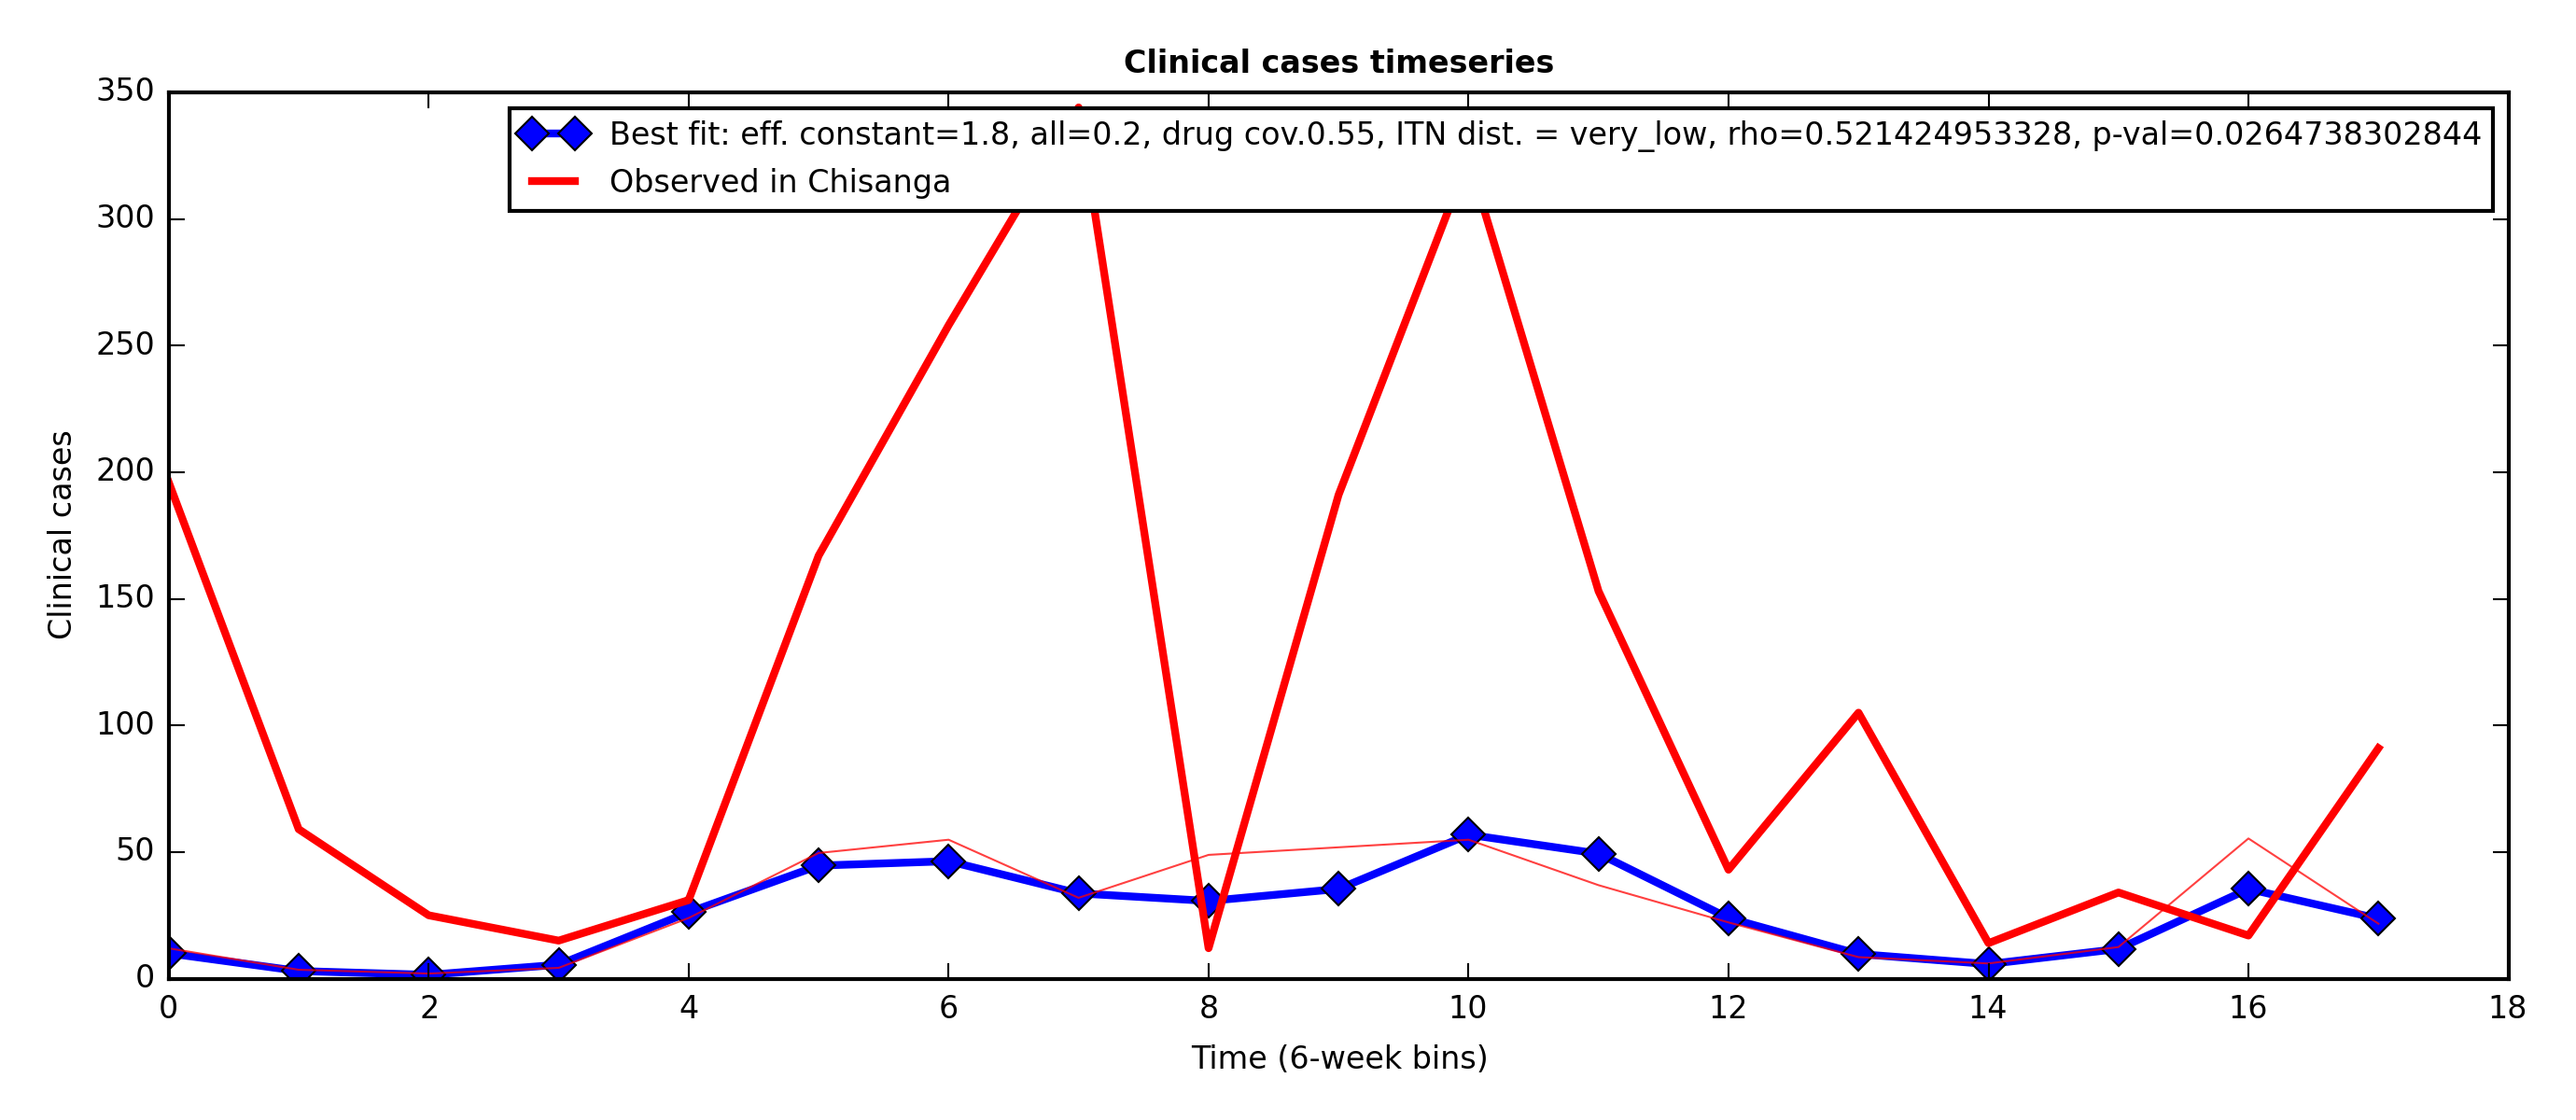 Clinical cases timeseries
350
300
250
200
150
100
50
0
Clinical cases
Best fit: eff. constant=1.8, all=0.2, drug cov.0.55, ITN dist. = very_low, rho=0.521424953328, p-val=0.0264738302844
Observed in Chisanga
0 2 4 6 8 10 12 14 16 18
Time (6-week bins)